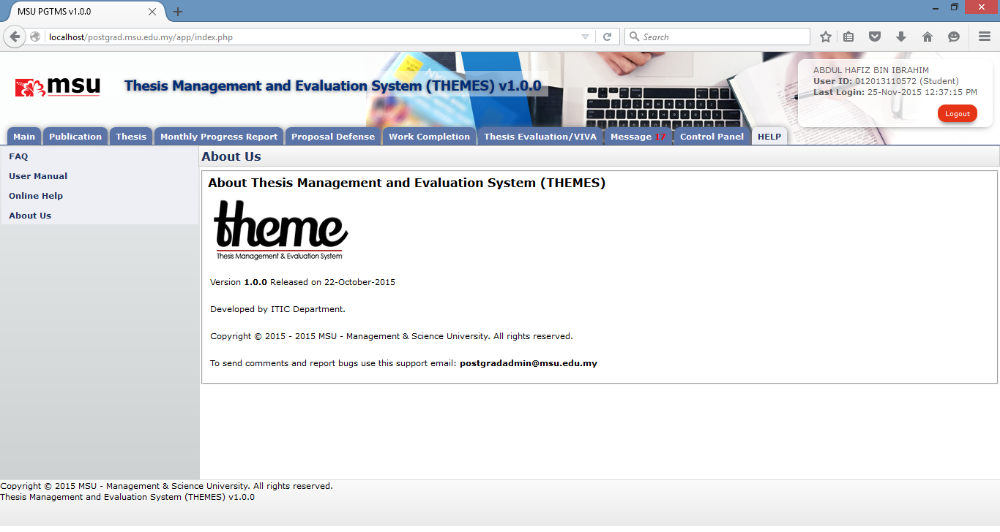 MSU PGTMS v1.0.0
localhost/postgrad.msu.edu.my/app/index.php
Search
msu
Thesis Management and Evaluation System (THEMES) v1.0.0
ABDUL HAFIZ BIN IBRAHIM
User ID: 012013110572 (Student)
Last Login: 25-Nov-2015 12:37:15 PM
Logout
Main Publication Thesis Monthly Progress Report Proposal Defense Work Completion Thesis Evaluation/VIVA Message 17 Control Panel HELP
FAQ
User Manual
Online Help
About Us
About Us
About Thesis Management and Evaluation System (THEMES)
theme
Thesis Management & Evaluation System
Version 1.0.0 Released on 22-October-2015
Developed by ITIC Department.
Copyright © 2015 - 2015 MSU - Management & Science University. All rights reserved.
To send comments and report bugs use this support email: postgradadmin@msu.edu.my
Copyright © 2015 MSU - Management & Science University. All rights reserved.
Thesis Management and Evaluation System (THEMES) v1.0.0